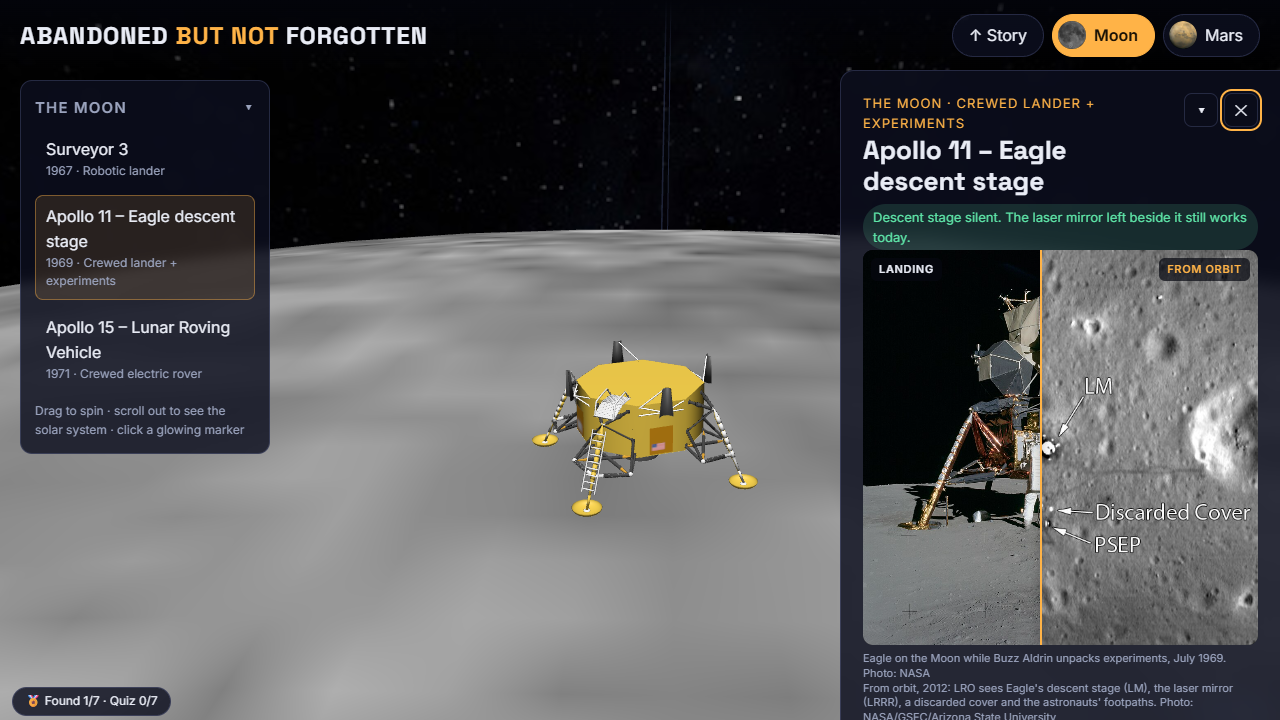 ABANDONED BUT NOT FORGOTTEN
↑ Story
Moon
Mars
THE MOON
Surveyor 3
1967 · Robotic lander
Apollo 11 – Eagle descent
stage
1969 · Crewed lander +
experiments
Apollo 15 – Lunar Roving
Vehicle
1971 · Crewed electric rover
Drag to spin · scroll out to see the
solar system · click a glowing marker
Found 1/7 · Quiz 0/7
THE MOON · CREWED LANDER +
EXPERIMENTS
Apollo 11 – Eagle
descent stage
Descent stage silent. The laser mirror left beside it still works
today.
LANDING
FROM ORBIT
LM
Discarded Cover
PSEP
Eagle on the Moon while Buzz Aldrin unpacks experiments, July 1969.
Photo: NASA
From orbit, 2012: LRO sees Eagle's descent stage (LM), the laser mirror
(LRRR), a discarded cover and the astronauts' footpaths. Photo:
NASA/GSFC/Arizona State University